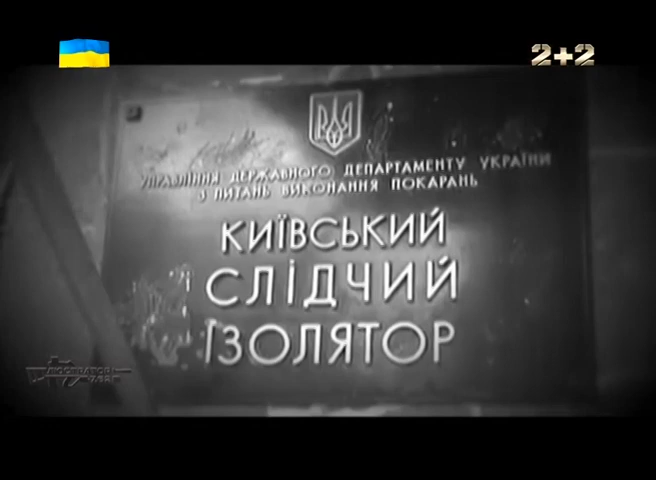 2+2
УПРАВЛІННЯ ДЕРЖАВНОГО ДЕПАРТАМЕНТУ УКРАЇНИ
З ПИТАНЬ ВИКОНАННЯ ПОКАРАНЬ
КИЇВСЬКИЙ
СЛІДЧИЙ
ІЗОЛЯТОР